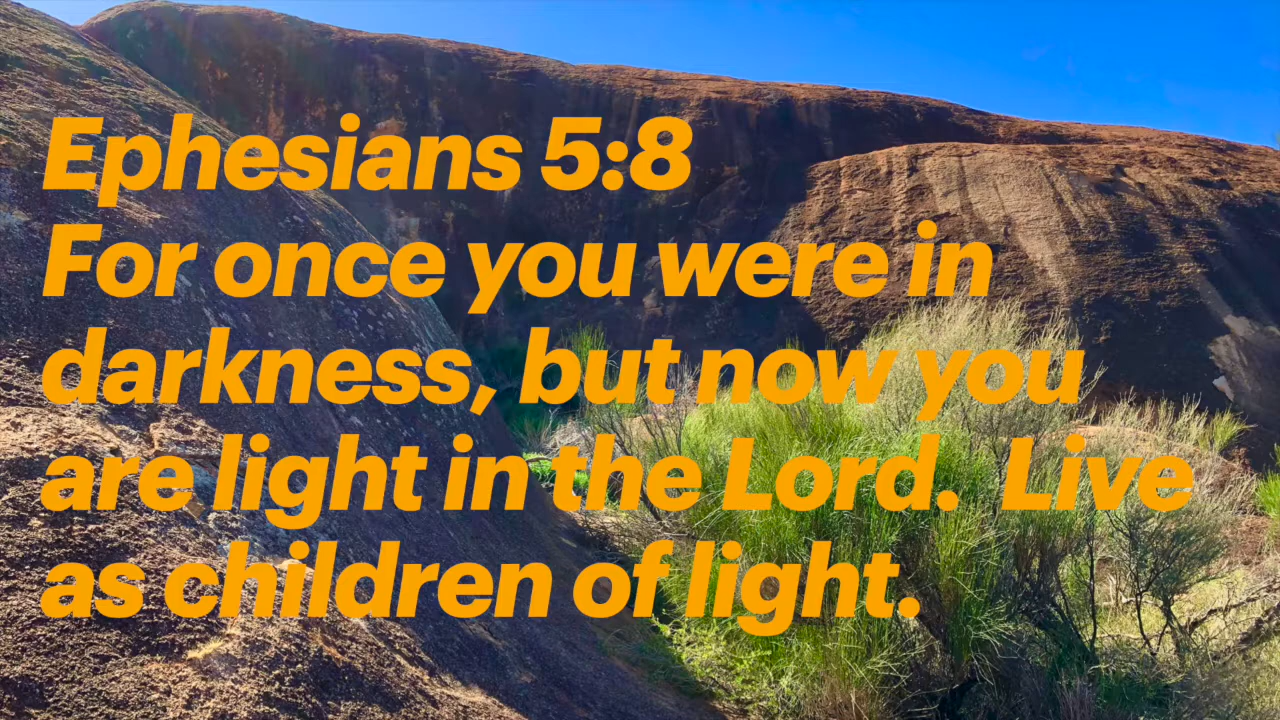 Ephesians 5:8
For once you were in
darkness, but now you
are light in the Lord.  Live
as children of light.